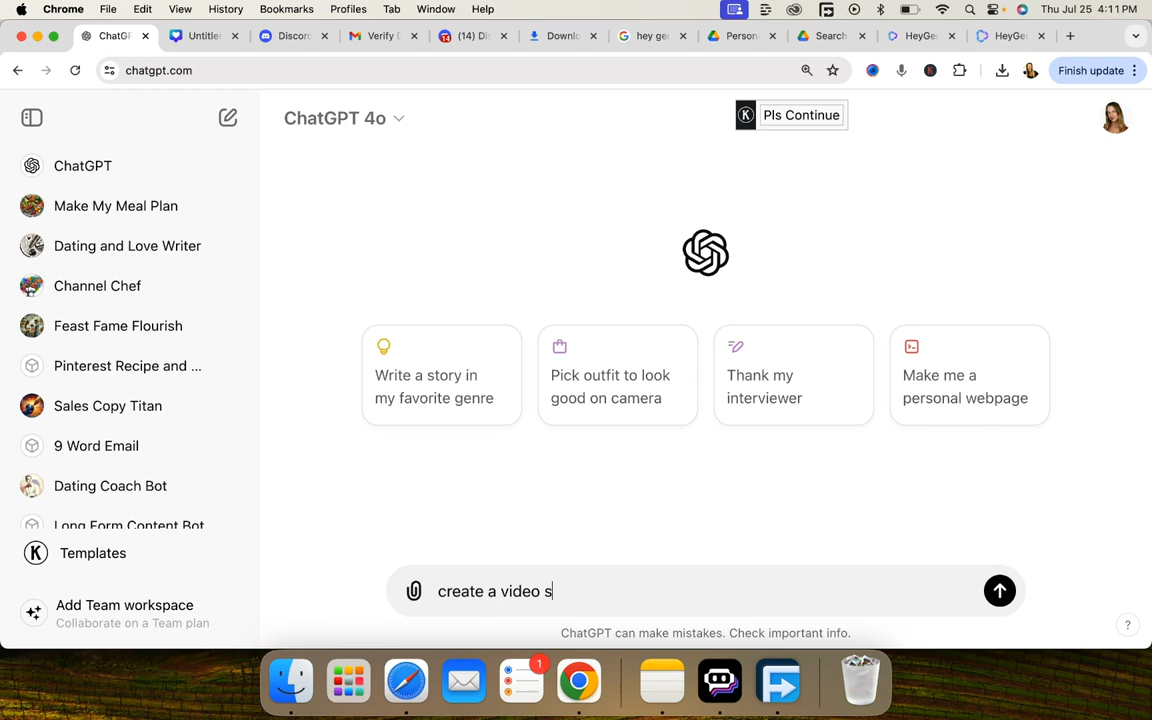 Chrome File Edit View History Bookmarks Profiles Tab Window Help Thu Jul 25 4:11 PM
ChatGF Untitle Discor Verify D (14) Di Downlo hey ge Person Search HeyGe HeyGe
chatgpt.com Finish update
ChatGPT 4o K Pls Continue
ChatGPT
Make My Meal Plan
Dating and Love Writer
Channel Chef
Feast Fame Flourish
Pinterest Recipe and ...
Sales Copy Titan
9 Word Email
Dating Coach Bot
Long Form Content Bot
K Templates
Add Team workspace
Collaborate on a Team plan
Write a story in
my favorite genre
Pick outfit to look
good on camera
Thank my
interviewer
Make me a
personal webpage
create a video s
ChatGPT can make mistakes. Check important info.
?
1